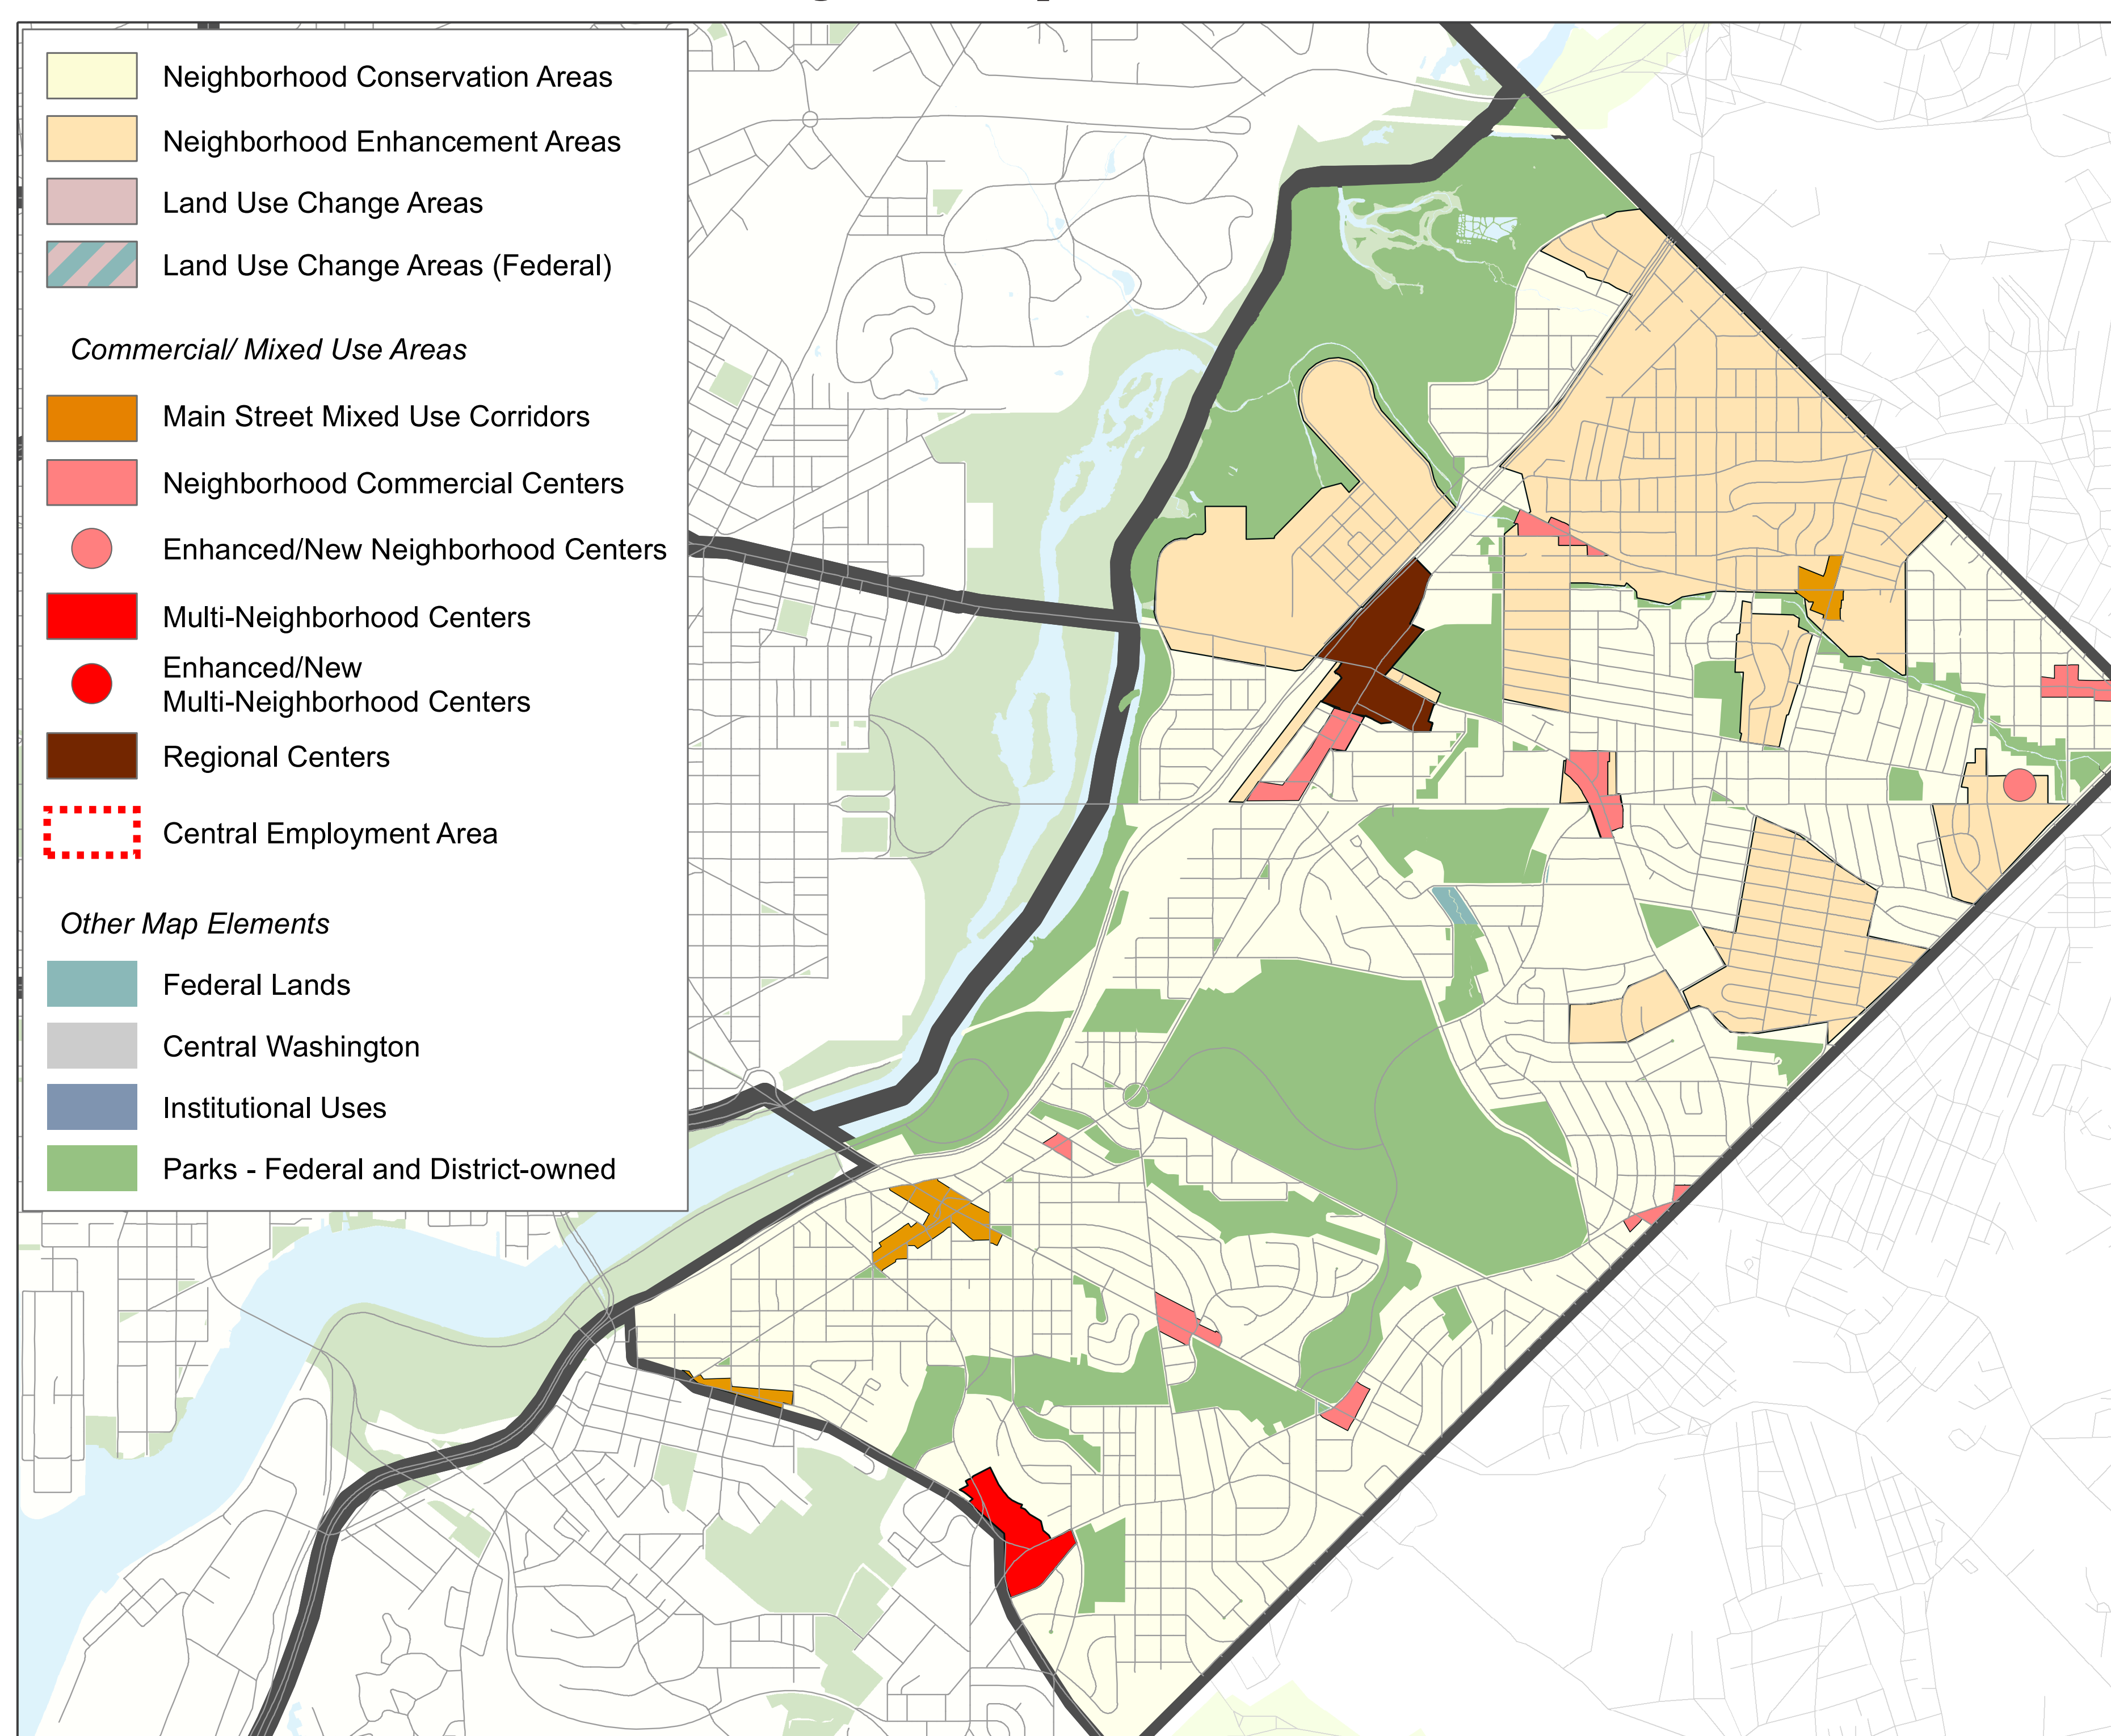 Neighborhood Conservation Areas
Neighborhood Enhancement Areas
Land Use Change Areas
Land Use Change Areas (Federal)
Commercial/ Mixed Use Areas
Main Street Mixed Use Corridors
Neighborhood Commercial Centers
Enhanced/New Neighborhood Centers
Multi-Neighborhood Centers
Enhanced/New
Multi-Neighborhood Centers
Regional Centers
Central Employment Area
Other Map Elements
Federal Lands
Central Washington
Institutional Uses
Parks - Federal and District-owned